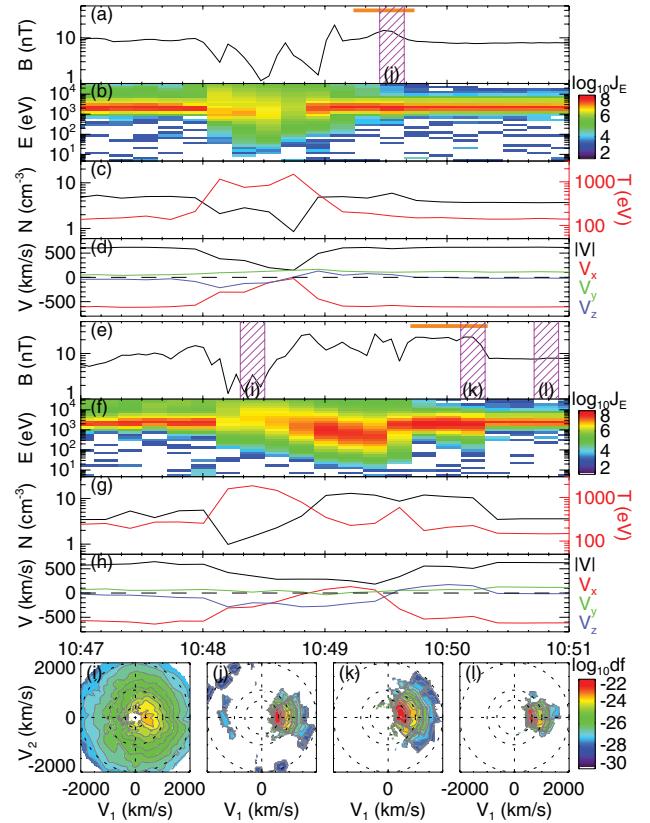 (a)
B (nT)
10
1
(j)
(b)
E (eV)
10⁴
10³
10²
10¹
log₁₀J_E
8
6
4
2
(c)
N (cm⁻³)
10
1
T (eV)
1000
100
(d)
V (km/s)
500
0
-500
|V|
V_x
V_y
V_z
(e)
B (nT)
10
1
(i)
(k)
(l)
(f)
E (eV)
10⁴
10³
10²
10¹
log₁₀J_E
8
6
4
2
(g)
N (cm⁻³)
10
1
T (eV)
1000
100
(h)
V (km/s)
500
0
-500
|V|
V_x
V_y
V_z
10:47 10:48 10:49 10:50 10:51
(i) (j) (k) (l)
V₂ (km/s)
2000
0
-2000
log₁₀df
-22
-24
-26
-28
-30
-2000 0 2000 0 0 -2000 0 2000
V₁ (km/s) V₁ (km/s) V₁ (km/s) V₁ (km/s)